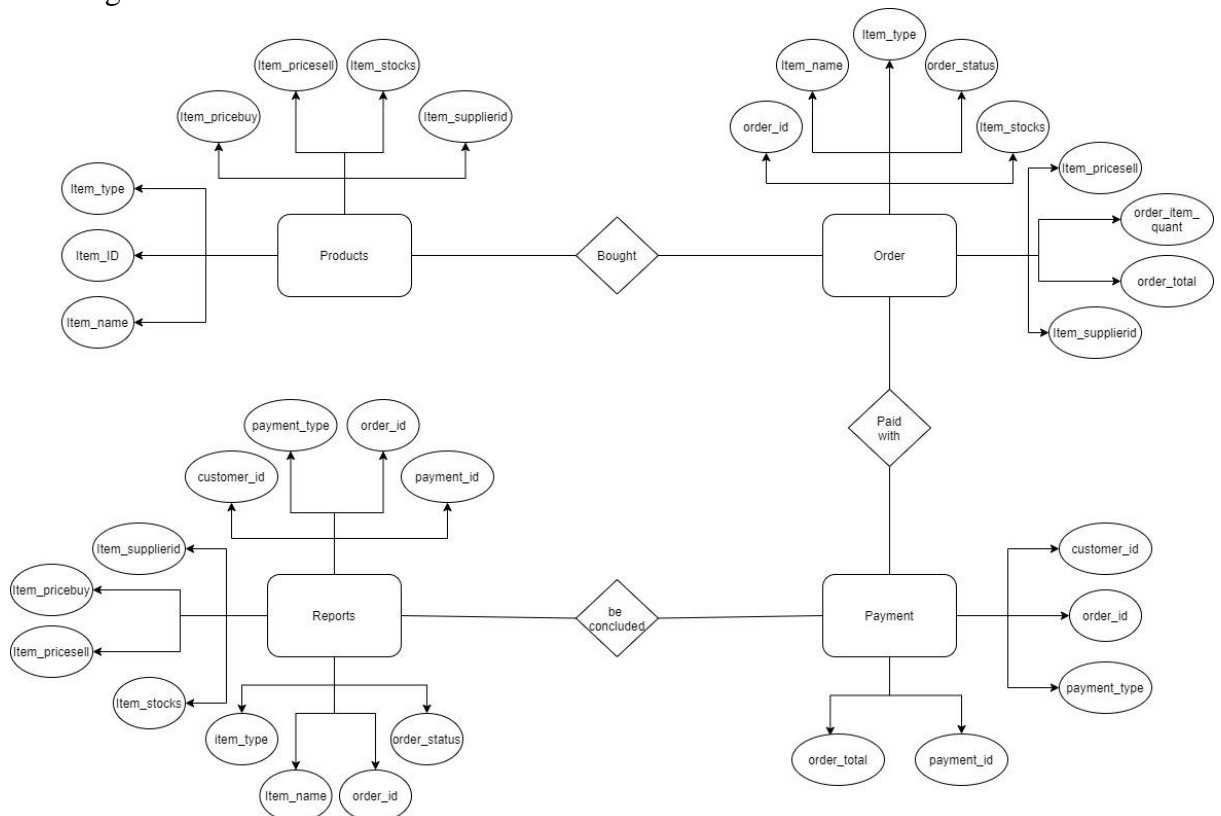 Item_type
Item_pricesell
Item_stocks
Item_name
order_status
Item_pricebuy
Item_supplierid
order_id
Item_stocks
Item_pricesell
Item_type
order_item_
quant
Item_ID
Products
Bought
Order
order_total
Item_name
Item_supplierid
Paid
with
payment_type
order_id
customer_id
payment_id
Item_supplierid
customer_id
Item_pricebuy
Reports
be
concluded
Payment
order_id
Item_pricesell
Item_stocks
payment_type
item_type
order_status
order_total
payment_id
Item_name
order_id